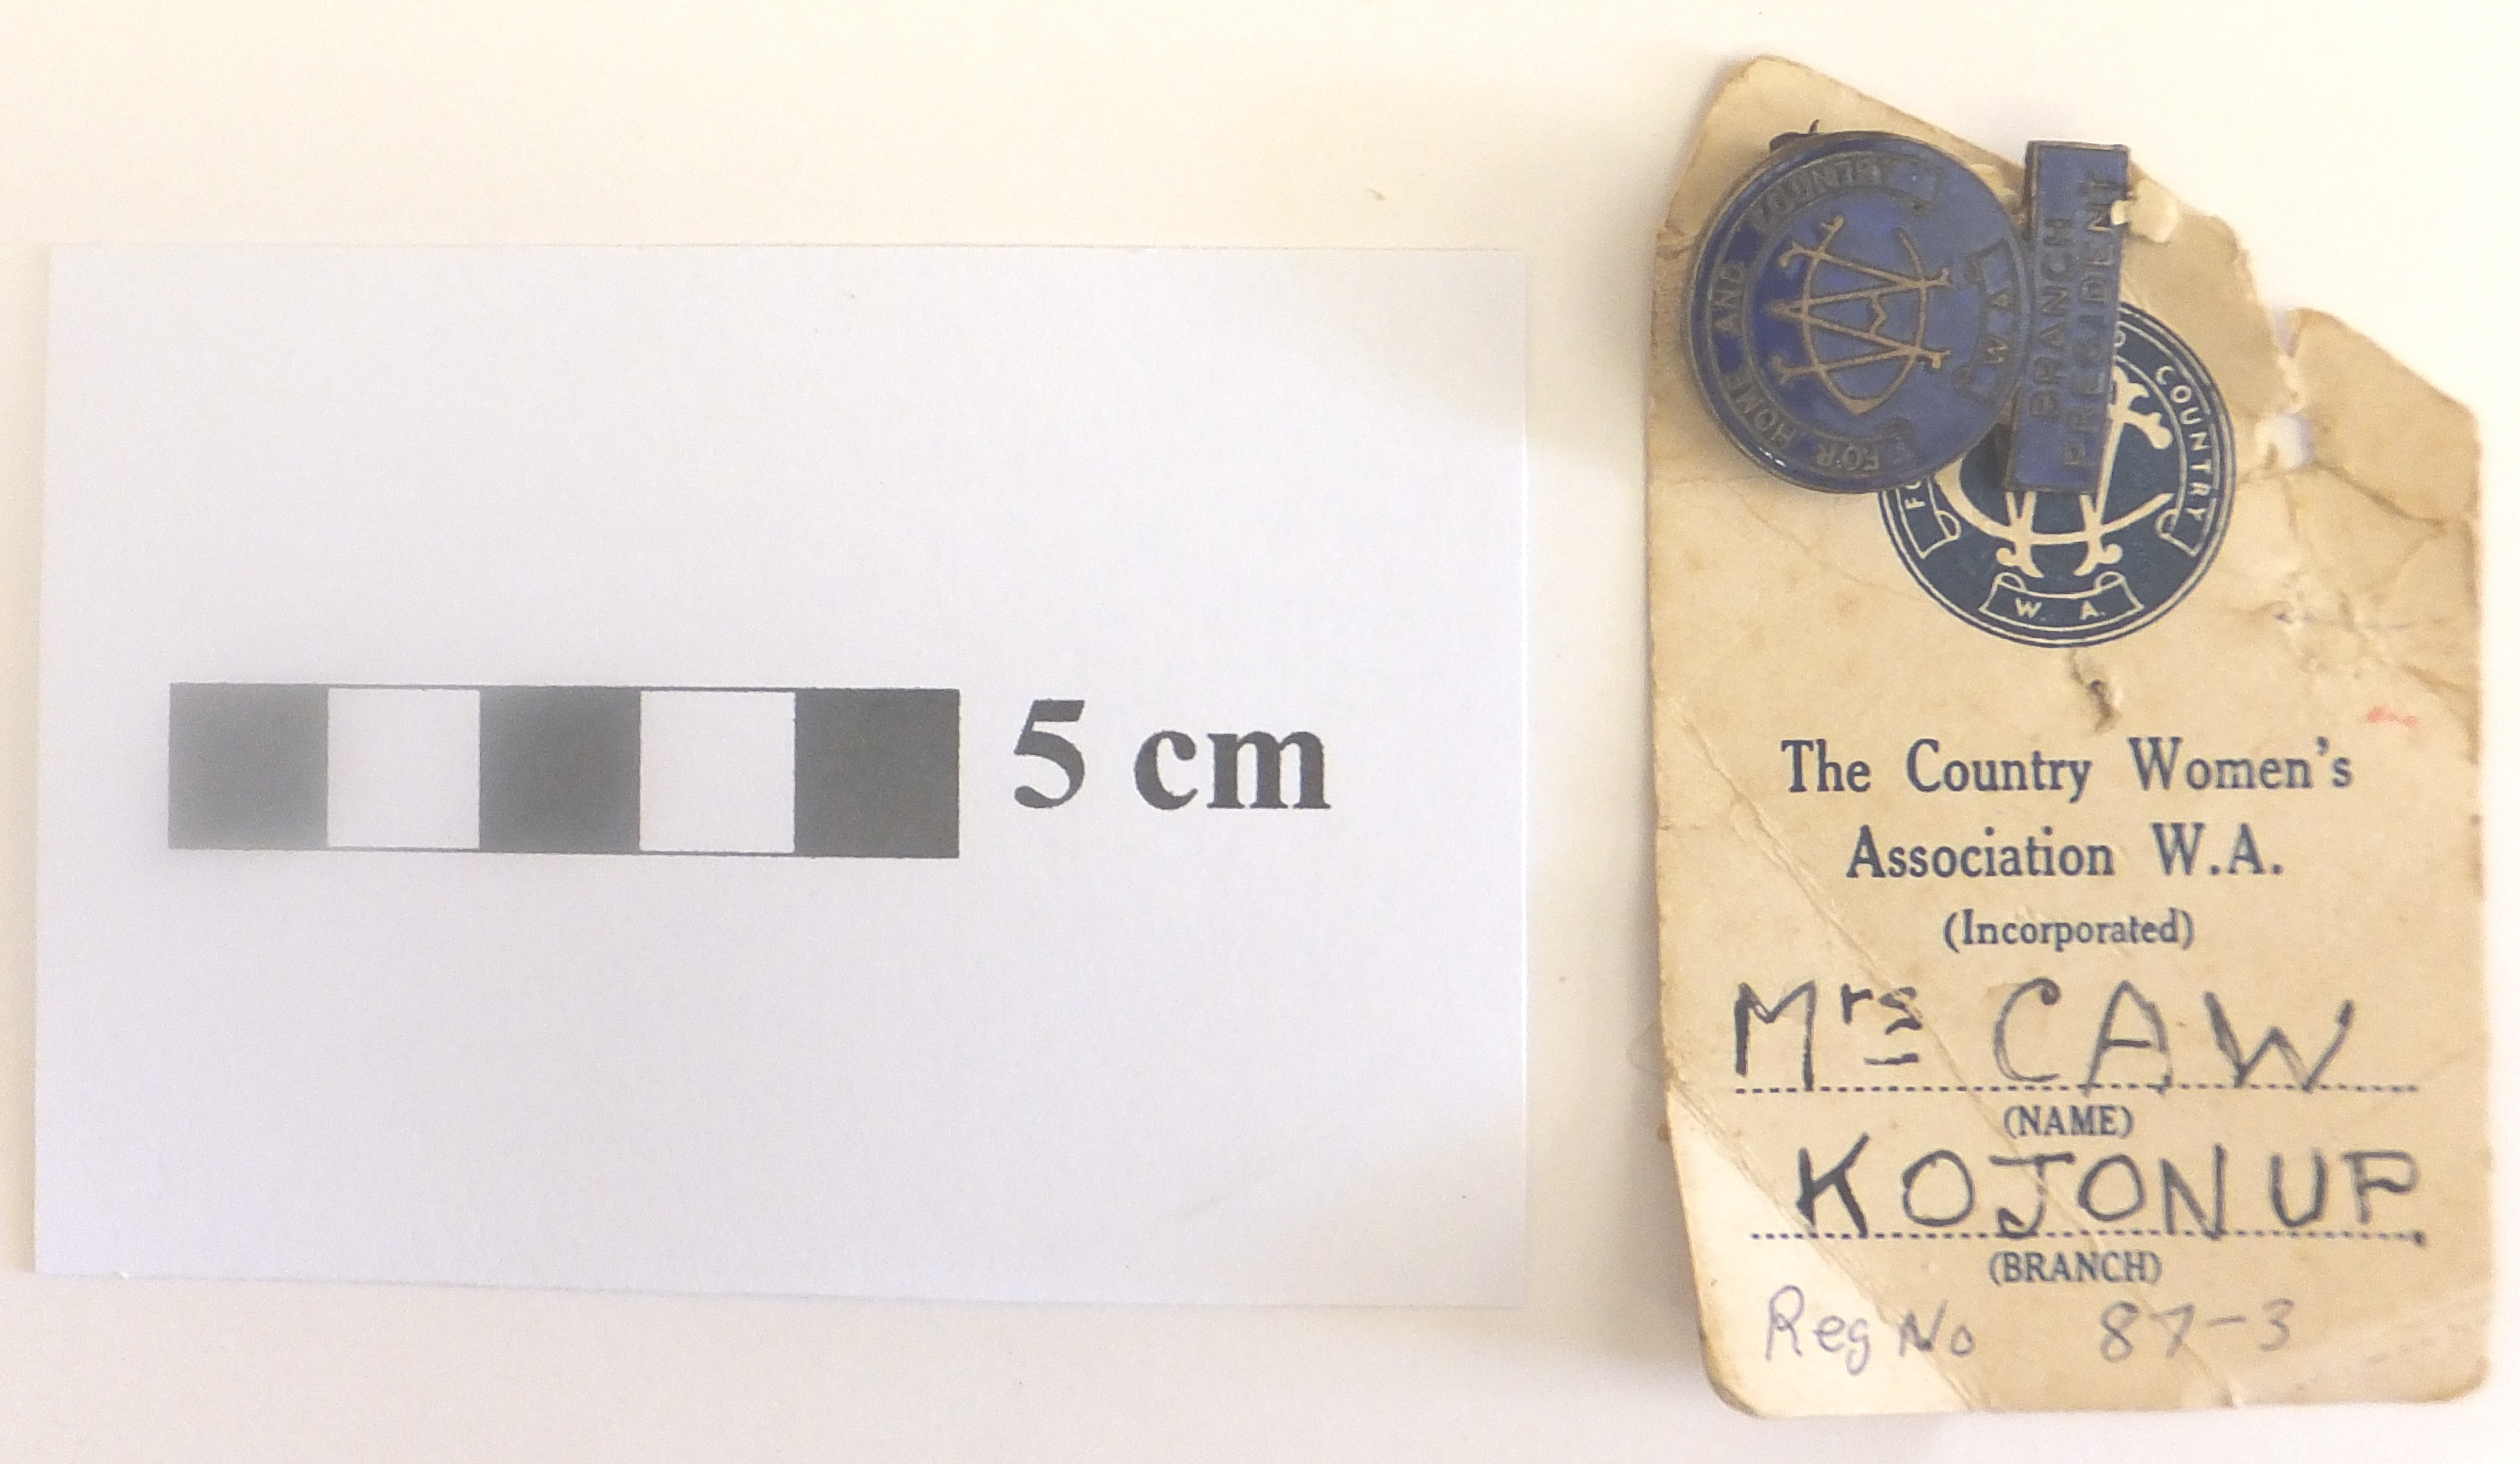 5 cm
FOR HOME AND COUNTRY
CWA
W A
BRANCH
PRESIDENT
COUNTRY
W. A.
The Country Women's
Association W.A.
(Incorporated)
Mrs CAW
(NAME)
KOJONUP
(BRANCH)
Reg No 87-3